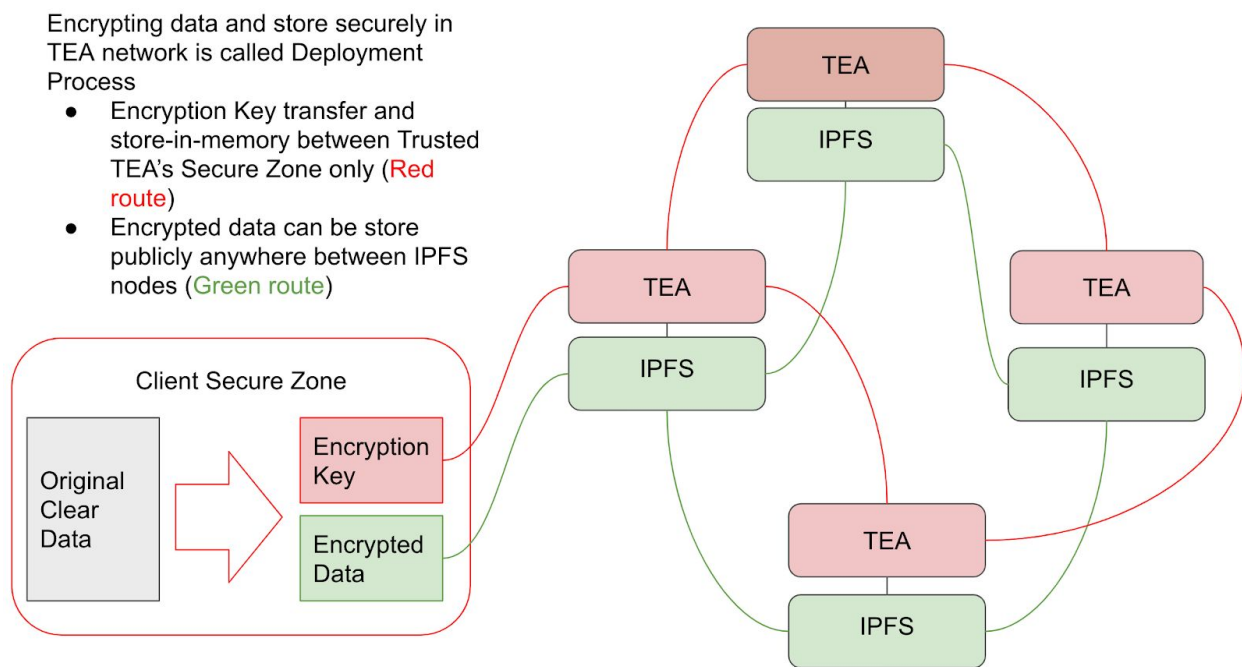 Encrypting data and store securely in
TEA network is called Deployment
Process
● Encryption Key transfer and
store-in-memory between Trusted
TEA's Secure Zone only (Red
route)
● Encrypted data can be store
publicly anywhere between IPFS
nodes (Green route)
Client Secure Zone
Original
Clear
Data
Encryption
Key
Encrypted
Data
TEA
IPFS
TEA
IPFS
TEA
IPFS
TEA
IPFS